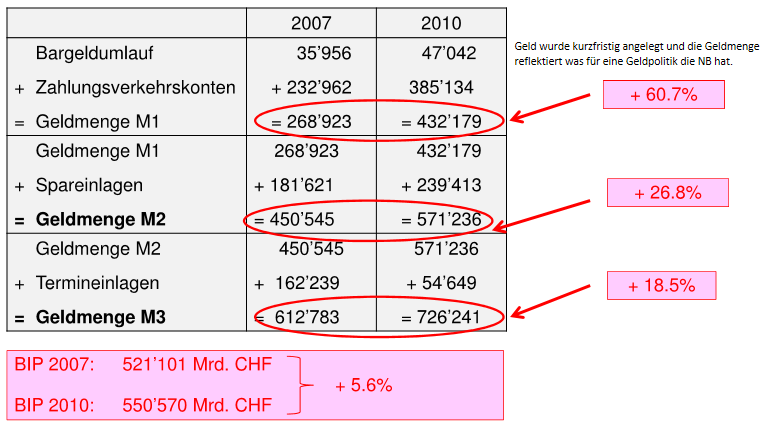 2007 2010
Bargeldumlauf 35’956 47’042
+ Zahlungsverkehrskonten + 232’962 385’134
= Geldmenge M1 = 268’923 = 432’179
Geldmenge M1 268’923 432’179
+ Spareinlagen + 181’621 + 239’413
= Geldmenge M2 = 450’545 = 571’236
Geldmenge M2 450’545 571’236
+ Termineinlagen + 162’239 + 54’649
= Geldmenge M3 = 612’783 = 726’241
Geld wurde kurzfristig angelegt und die Geldmenge
reflektiert was für eine Geldpolitik die NB hat.
+ 60.7%
+ 26.8%
+ 18.5%
BIP 2007: 521’101 Mrd. CHF
+ 5.6%
BIP 2010: 550’570 Mrd. CHF